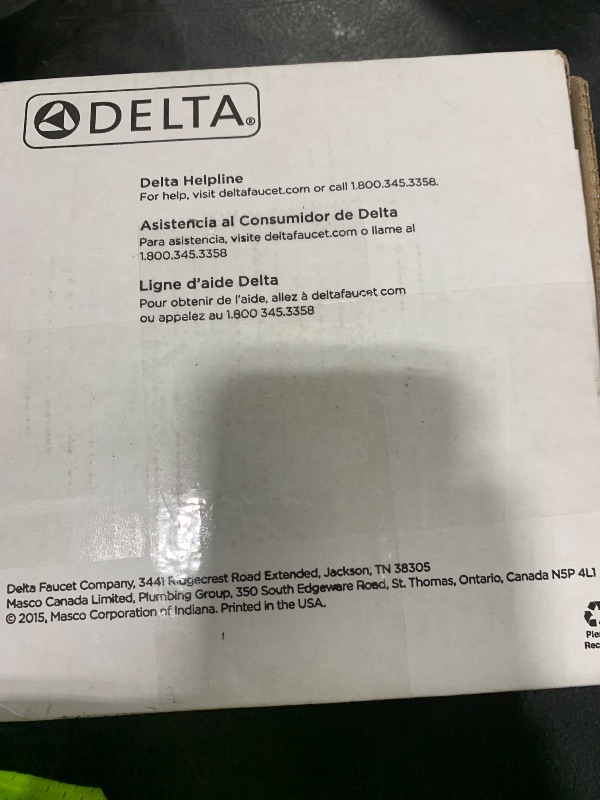 DELTA®
Delta Helpline
For help, visit deltafaucet.com or call 1.800.345.3358.
Asistencia al Consumidor de Delta
Para asistencia, visite deltafaucet.com o llame al
1.800.345.3358
Ligne d'aide Delta
Pour obtenir de l'aide, allez à deltafaucet.com
ou appelez au 1.800 345.3358
Delta Faucet Company, 3441 Ridgecrest Road Extended, Jackson, TN 38305
Masco Canada Limited, Plumbing Group, 350 South Edgeware Road, St. Thomas, Ontario, Canada N5P 4L1
© 2015, Masco Corporation of Indiana. Printed in the USA.